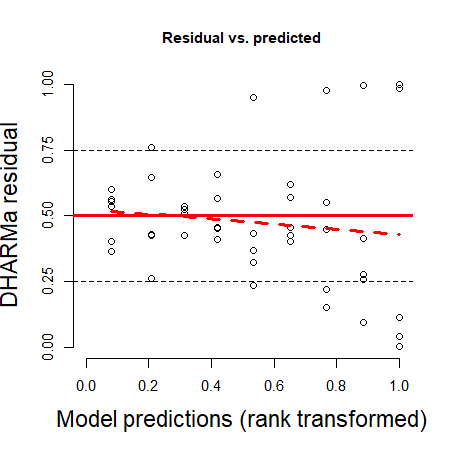 Residual vs. predicted
DHARMa residual
1.00
0.75
0.50
0.25
0.00
0.0 0.2 0.4 0.6 0.8 1.0
Model predictions (rank transformed)